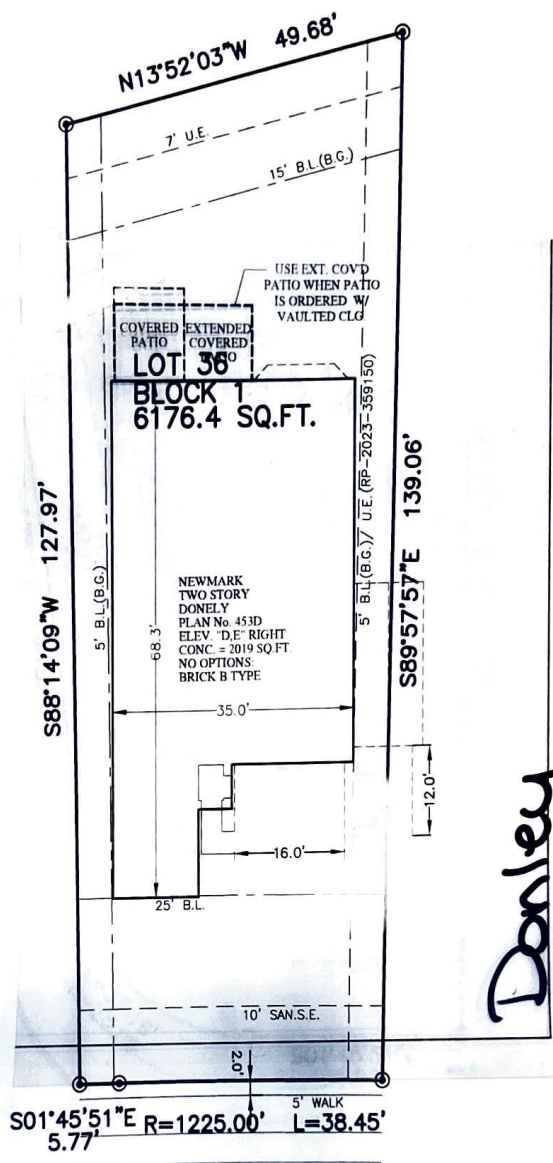 N13°52'03"W 49.68'
7' U.E.
15' B.L.(B.G.)
USE EXT. COV'D
PATIO WHEN PATIO
IS ORDERED W/
VAULTED CLG
COVERED
PATIO
EXTENDED
COVERED
LOT 36
BLOCK 1
6176.4 SQ.FT.
S88°14'09"W 127.97'
5' B.L.(B.G.)
68.3'
NEWMARK
TWO STORY
DONELY
PLAN No. 453D
ELEV. "D,E" RIGHT
CONC. = 2019 SQ.FT.
NO OPTIONS:
BRICK B TYPE
35.0'
5' B.L.(B.G.)/ U.E.(RP-2023-359150)
S89°57'57"E 139.06'
12.0'
16.0'
25' B.L.
Donley
10' SAN.S.E.
2.0'
5' WALK
S01°45'51"E
5.77'
R=1225.00' L=38.45'